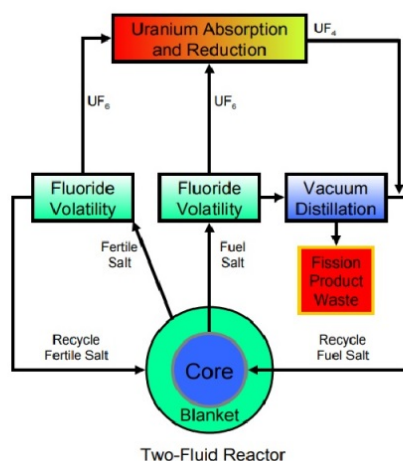 Uranium Absorption
and Reduction
UF₄
UF₆
UF₆
Fluoride
Volatility
Fluoride
Volatility
Vacuum
Distillation
Fertile
Salt
Fuel
Salt
Fission
Product
Waste
Recycle
Fertile Salt
Recycle
Fuel Salt
Core
Blanket
Two-Fluid Reactor